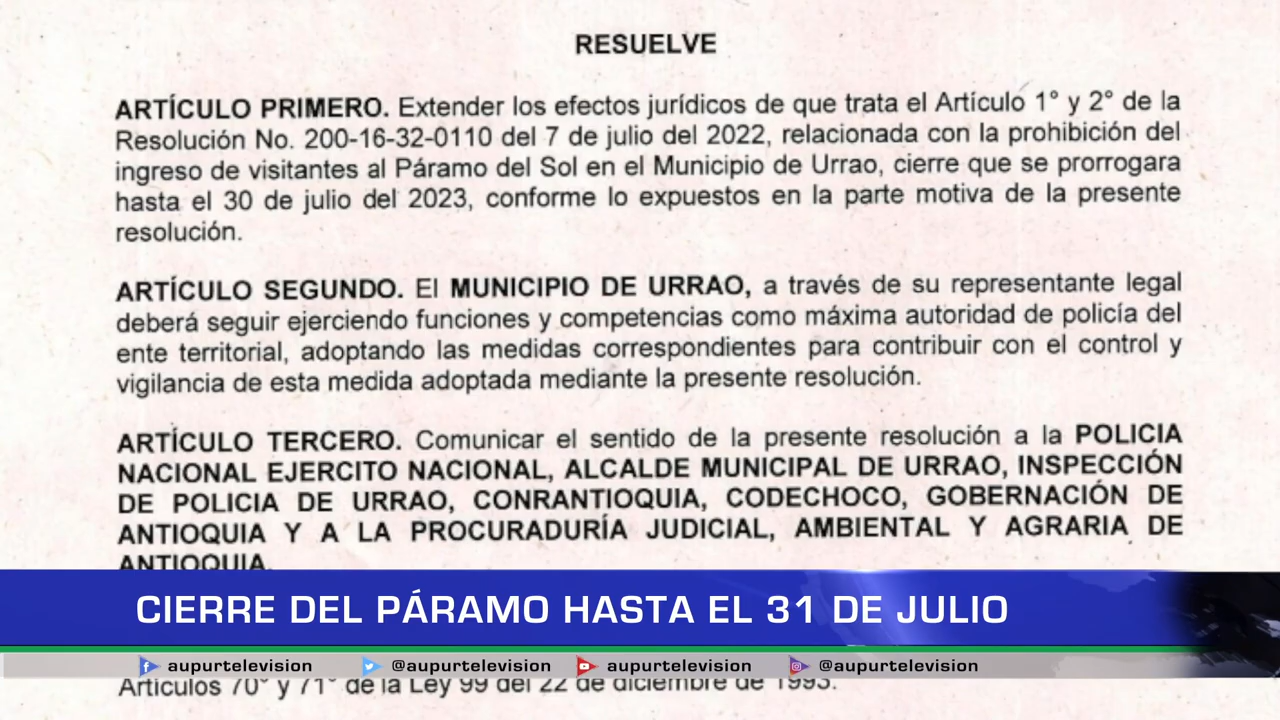 RESUELVE
ARTÍCULO PRIMERO. Extender los efectos jurídicos de que trata el Artículo 1° y 2° de la
Resolución No. 200-16-32-0110 del 7 de julio del 2022, relacionada con la prohibición del
ingreso de visitantes al Páramo del Sol en el Municipio de Urrao, cierre que se prorrogara
hasta el 30 de julio del 2023, conforme lo expuestos en la parte motiva de la presente
resolución.
ARTÍCULO SEGUNDO. El MUNICIPIO DE URRAO, a través de su representante legal
deberá seguir ejerciendo funciones y competencias como máxima autoridad de policía del
ente territorial, adoptando las medidas correspondientes para contribuir con el control y
vigilancia de esta medida adoptada mediante la presente resolución.
ARTÍCULO TERCERO. Comunicar el sentido de la presente resolución a la POLICIA
NACIONAL EJERCITO NACIONAL, ALCALDE MUNICIPAL DE URRAO, INSPECCIÓN
DE POLICIA DE URRAO, CONRANTIOQUIA, CODECHOCO, GOBERNACIÓN DE
ANTIOQUIA Y A LA PROCURADURÍA JUDICIAL, AMBIENTAL Y AGRARIA DE
ANTIOQUIA.
CIERRE DEL PÁRAMO HASTA EL 31 DE JULIO
aupurtelevision @aupurtelevision aupurtelevision @aupurtelevision
Artículos 70° y 71° de la Ley 99 del 22 de diciembre de 1993.